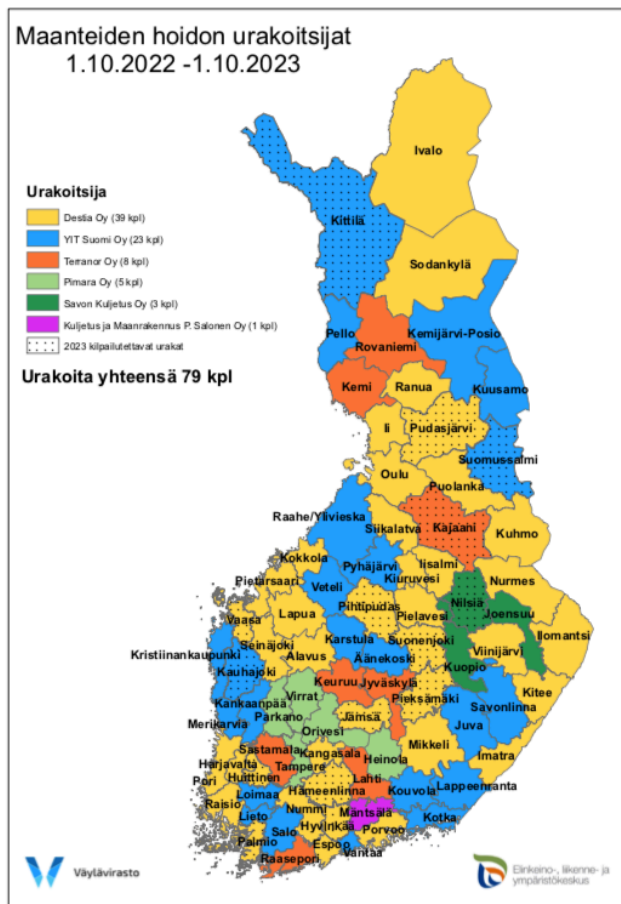 Maanteiden hoidon urakoitsijat
1.10.2022 -1.10.2023
Urakoitsija
Destia Oy (39 kpl)
YIT Suomi Oy (23 kpl)
Terranor Oy (8 kpl)
Pimara Oy (5 kpl)
Savon Kuljetus Oy (3 kpl)
Kuljetus ja Maanrakennus P. Salonen Oy (1 kpl)
2023 kilpailutettavat urakat
Urakoita yhteensä 79 kpl
Ivalo
Kittilä
Sodankylä
Pello
Kemijärvi-Posio
Rovaniemi
Kemi
Ranua
Kuusamo
Ii
Pudasjärvi
Suomussalmi
Oulu
Puolanka
Raahe/Ylivieska
Siikalatva
Kajaani
Kuhmo
Kokkola
Pyhäjärvi
Iisalmi
Kiuruvesi
Nurmes
Pietarsaari
Veteli
Pihtipudas
Nilsiä
Joensuu
Vaasa
Lapua
Pielavesi
Ilomantsi
Seinäjoki
Karstula
Suonenjoki
Viinijärvi
Kristiinankaupunki
Alavus
Äänekoski
Kuopio
Kauhajoki
Keuruu
Jyväskylä
Kitee
Kankaanpää
Virrat
Pieksämäki
Savonlinna
Merikarvia
Parkano
Jämsä
Juva
Orivesi
Mikkeli
Sastamala
Kangasala
Heinola
Imatra
Harjavalta
Tampere
Pori
Huittinen
Lahti
Lappeenranta
Raisio
Loimaa
Hämeenlinna
Kouvola
Lieto
Nummi
Mäntsälä
Kotka
Salo
Hyvinkää
Porvoo
Paimio
Espoo
Vantaa
Raasepori
Väylävirasto
Elinkeino-, liikenne- ja
ympäristökeskus